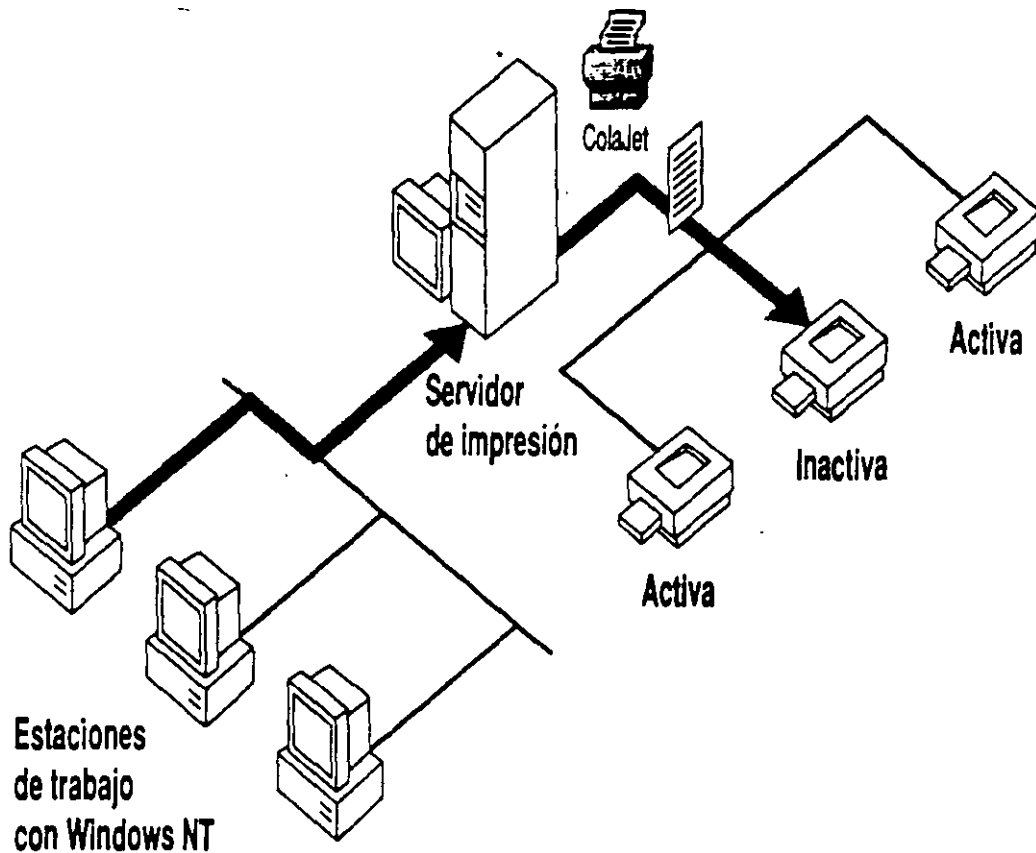 ColaJet
Activa
Servidor
de impresión
Inactiva
Activa
Estaciones
de trabajo
con Windows NT